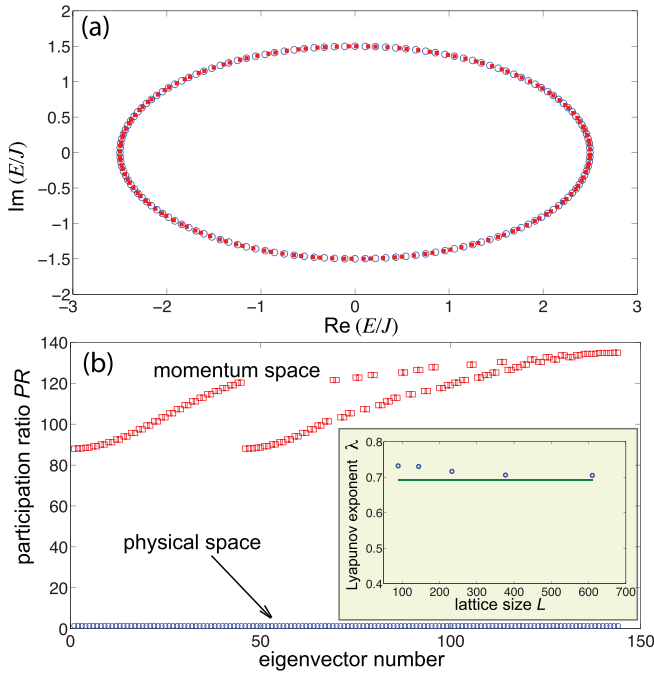 (a)
2
1.5
1
0.5
0
−0.5
−1
−1.5
−2
Im (E/J)
−3 −2 −1 0 1 2 3
Re (E/J)
(b)
140
120
100
80
60
40
20
0
participation ratio PR
momentum space
physical space
0 50 100 150
eigenvector number
0.8
0.7
0.6
0.5
0.4
Lyapunov exponent λ
100 200 300 400 500 600 700
lattice size L